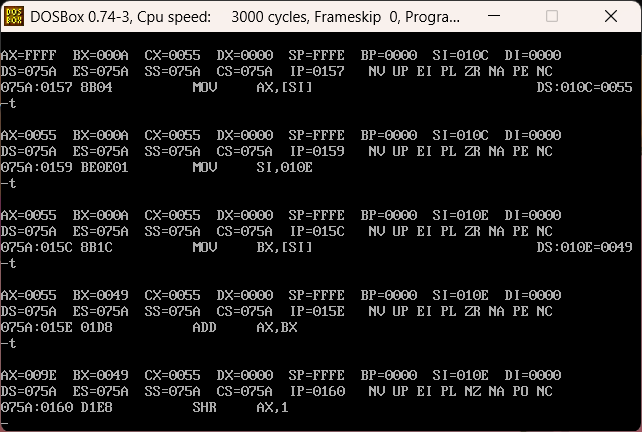 DOSBox 0.74-3, Cpu speed:    3000 cycles, Frameskip  0, Progra...
AX=FFFF  BX=000A  CX=0055  DX=0000  SP=FFFE  BP=0000  SI=010C  DI=0000
DS=075A  ES=075A  SS=075A  CS=075A  IP=0157   NV UP EI PL ZR NA PE NC
075A:0157 8B04          MOV     AX,[SI]                            DS:010C=0055
-t
AX=0055  BX=000A  CX=0055  DX=0000  SP=FFFE  BP=0000  SI=010C  DI=0000
DS=075A  ES=075A  SS=075A  CS=075A  IP=0159   NV UP EI PL ZR NA PE NC
075A:0159 BE0E01        MOV     SI,010E
-t
AX=0055  BX=000A  CX=0055  DX=0000  SP=FFFE  BP=0000  SI=010E  DI=0000
DS=075A  ES=075A  SS=075A  CS=075A  IP=015C   NV UP EI PL ZR NA PE NC
075A:015C 8B1C          MOV     BX,[SI]                            DS:010E=0049
-t
AX=0055  BX=0049  CX=0055  DX=0000  SP=FFFE  BP=0000  SI=010E  DI=0000
DS=075A  ES=075A  SS=075A  CS=075A  IP=015E   NV UP EI PL ZR NA PE NC
075A:015E 01D8          ADD     AX,BX
-t
AX=009E  BX=0049  CX=0055  DX=0000  SP=FFFE  BP=0000  SI=010E  DI=0000
DS=075A  ES=075A  SS=075A  CS=075A  IP=0160   NV UP EI PL NZ NA PO NC
075A:0160 D1E8          SHR     AX,1
-